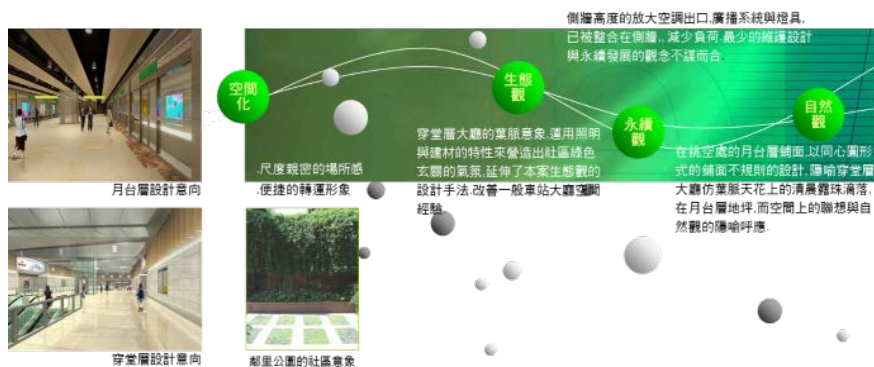 側牆高度的放大空調出口,廣播系統與燈具,
已被整合在側牆,.減少負荷.最少的維護設計
與永續發展的觀念不謀而合.
空間
化
生態
觀
永續
觀
自然
觀
.尺度親密的場所感
.便捷的轉運形象
穿堂層大廳的葉脈意象.運用照明
與建材的特性來營造出社區綠色
玄關的氣氛.延伸了本案生態觀的
設計手法.改善一般車站大廳空間
經驗.
在挑空處的月台層鋪面.以同心圓形
式的鋪面不規則的設計.隱喻穿堂層
大廳仿葉脈天花上的清晨露珠滴落,
在月台層地坪.而空間上的聯想與自
然觀的隱喻呼應.
月台層設計意向
穿堂層設計意向
鄰里公園的社區意象